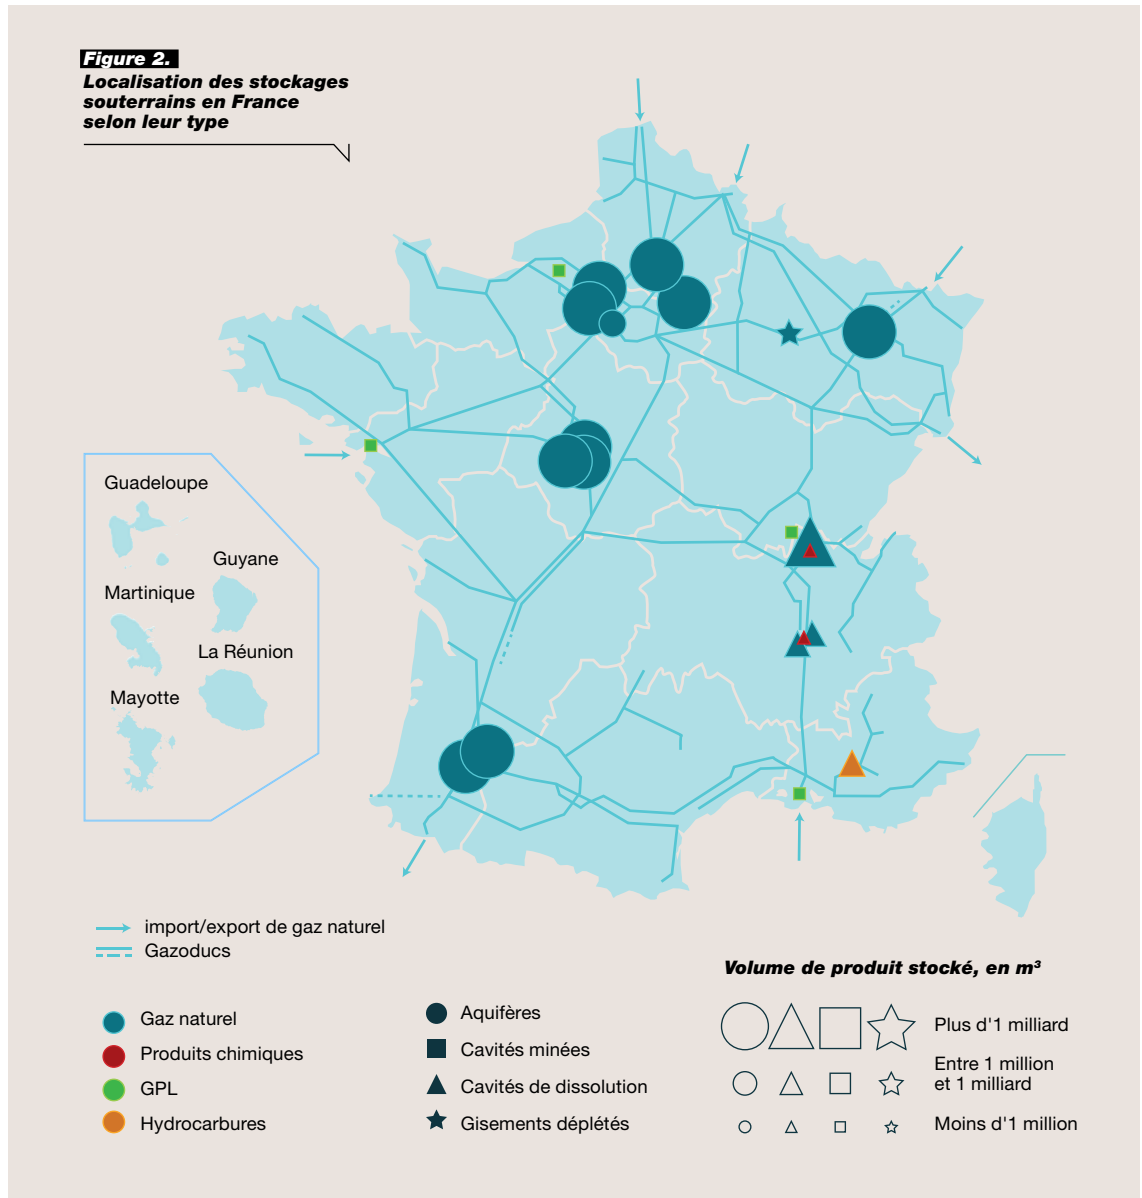 Figure 2.
Localisation des stockages
souterrains en France
selon leur type
Guadeloupe
Guyane
Martinique
La Réunion
Mayotte
import/export de gaz naturel
Gazoducs
Gaz naturel
Produits chimiques
GPL
Hydrocarbures
Aquifères
Cavités minées
Cavités de dissolution
Gisements déplétés
Volume de produit stocké, en m³
Plus d'1 milliard
Entre 1 million
et 1 milliard
Moins d'1 million